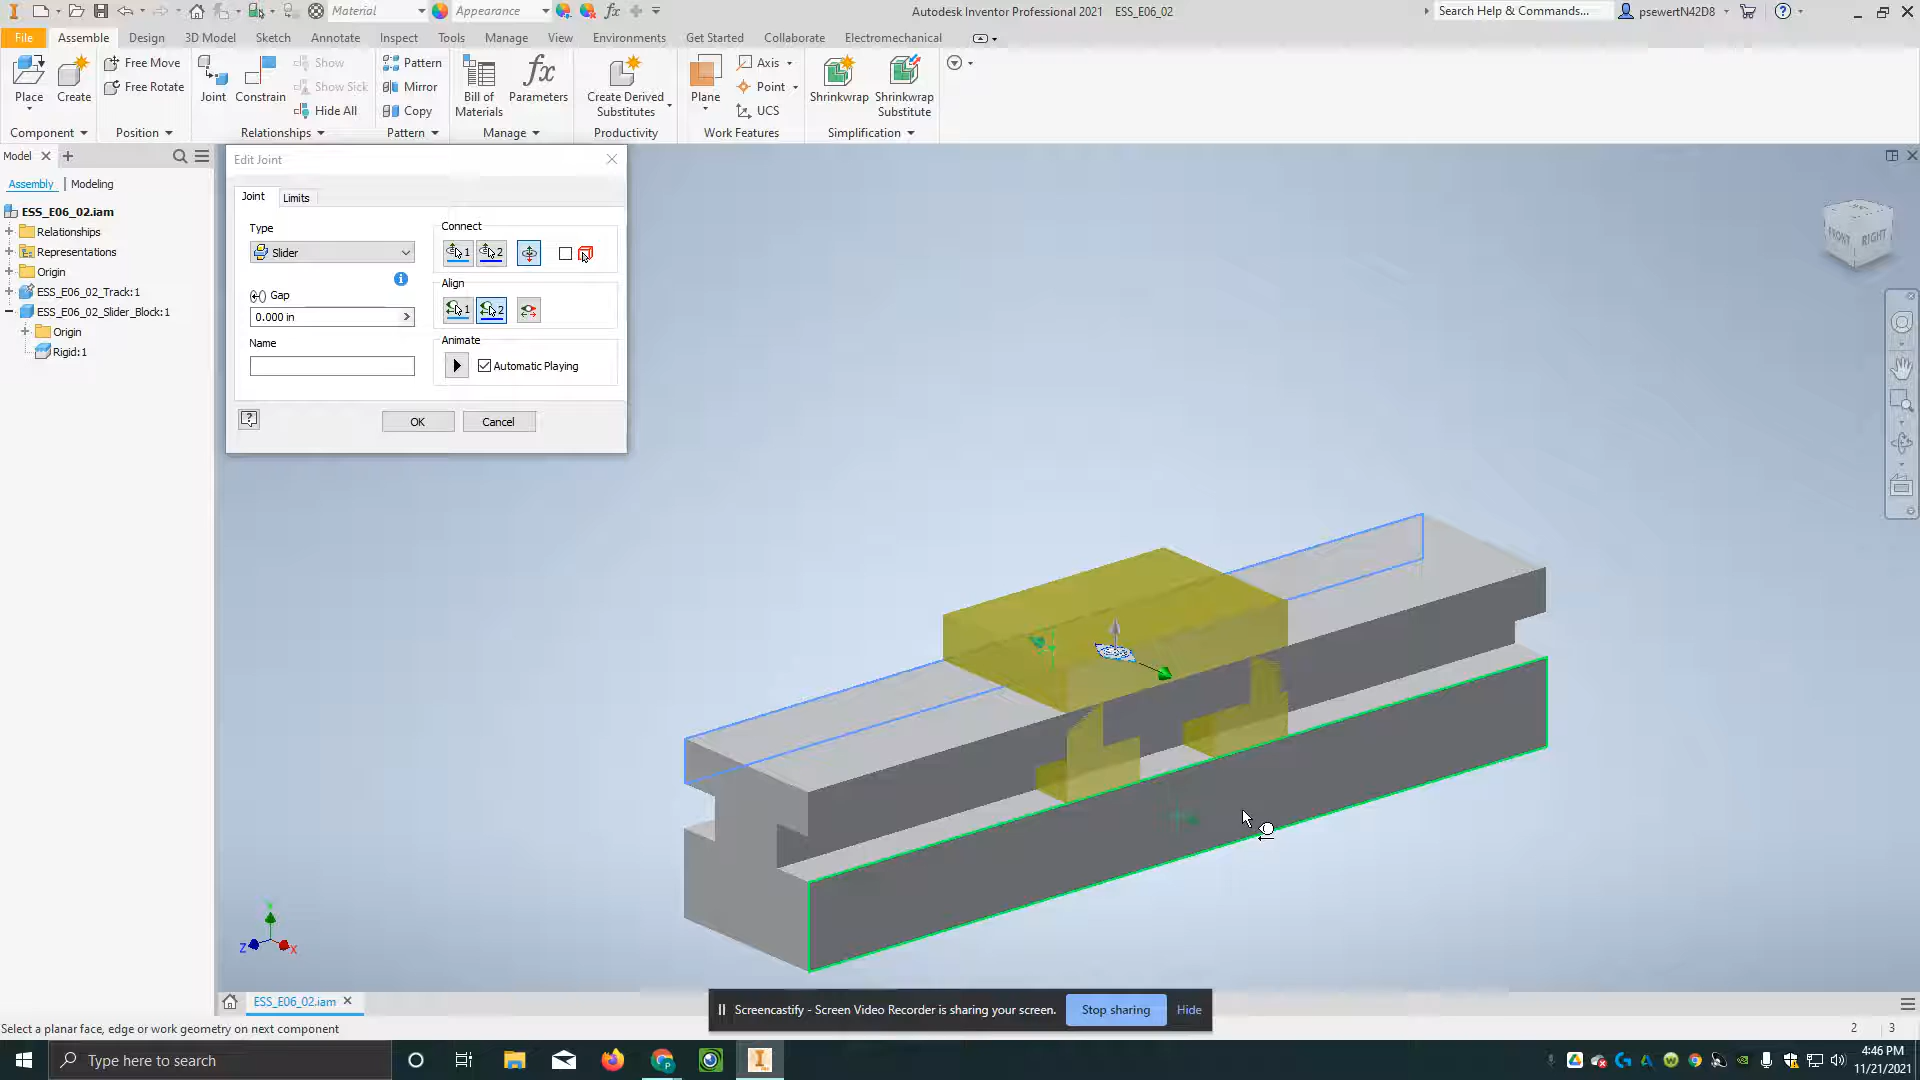 Material
Appearance
Autodesk Inventor Professional 2021 ESS_E06_02
Search Help & Commands...
psewertN42D8
File Assemble Design 3D Model Sketch Annotate Inspect Tools Manage View Environments Get Started Collaborate Electromechanical
Place
Create
Free Move
Free Rotate
Joint
Constrain
Show
Show Sick
Hide All
Pattern
Mirror
Copy
Bill of
Materials
Parameters
Create Derived
Substitutes
Plane
Axis
Point
UCS
Shrinkwrap
Shrinkwrap
Substitute
Component Position Relationships Pattern Manage Productivity Work Features Simplification
Model
Assembly | Modeling
ESS_E06_02.iam
Relationships
Representations
Origin
ESS_E06_02_Track:1
ESS_E06_02_Slider_Block:1
Origin
Rigid:1
Edit Joint
Joint Limits
Type
Slider
Gap
0.000 in
Name
Connect
1 2
Align
1 2
Animate
Automatic Playing
OK Cancel
FRONT RIGHT
Z X
ESS_E06_02.iam
Screencastify - Screen Video Recorder is sharing your screen. Stop sharing Hide
Select a planar face, edge or work geometry on next component
2 3
Type here to search
4:46 PM
11/21/2021